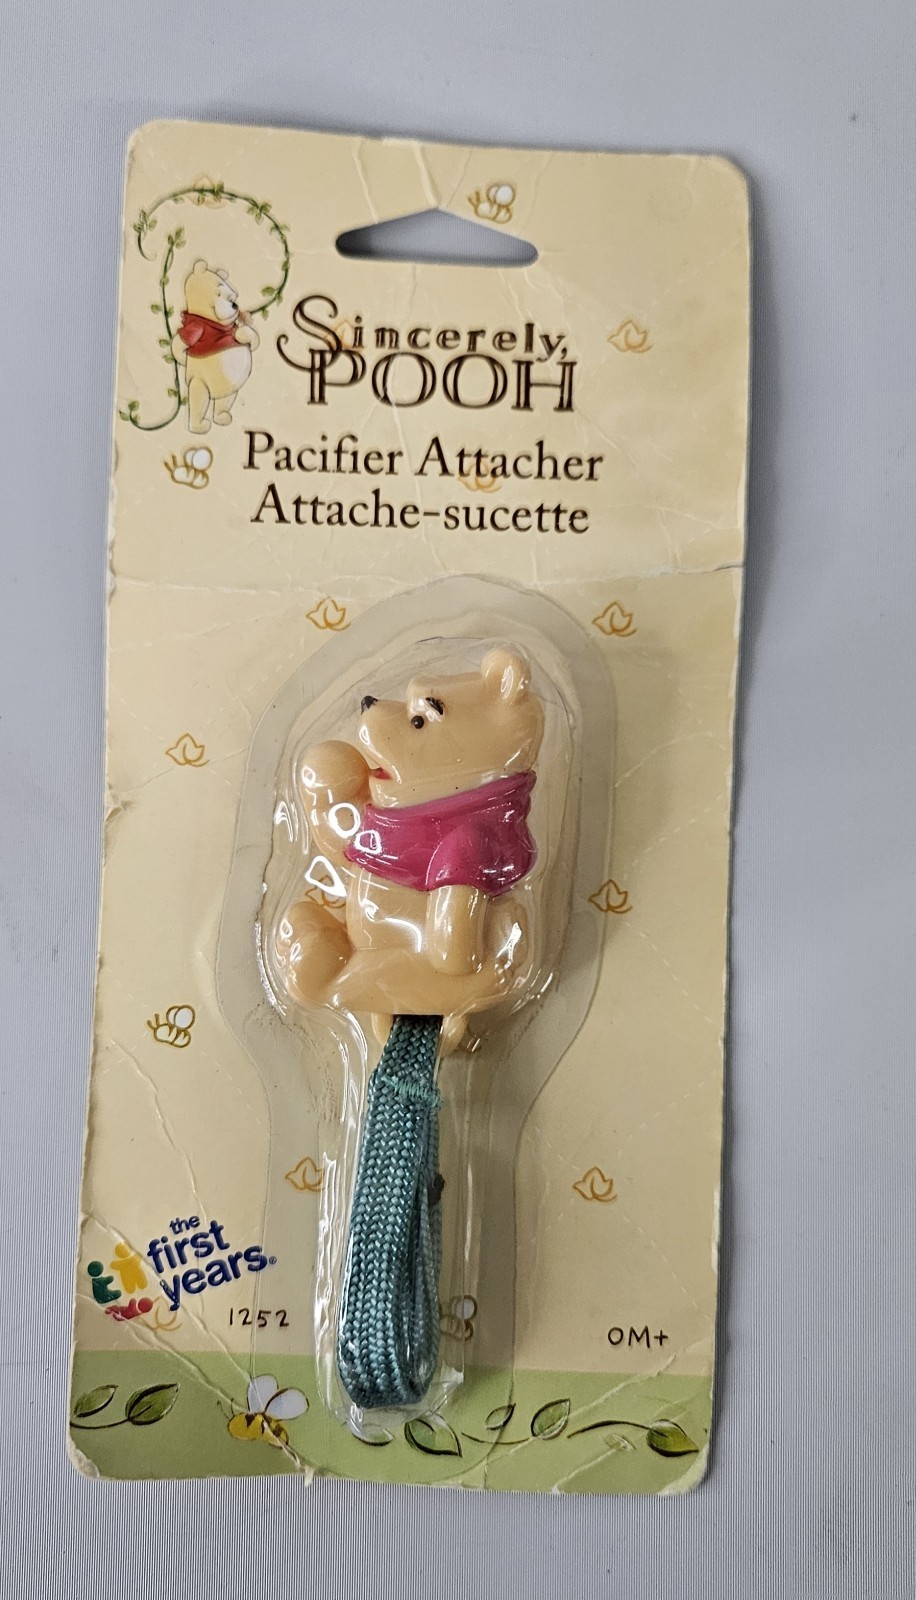 Sincerely,
POOH
Pacifier Attacher
Attache-sucette
the
first
years®
1252
0M+